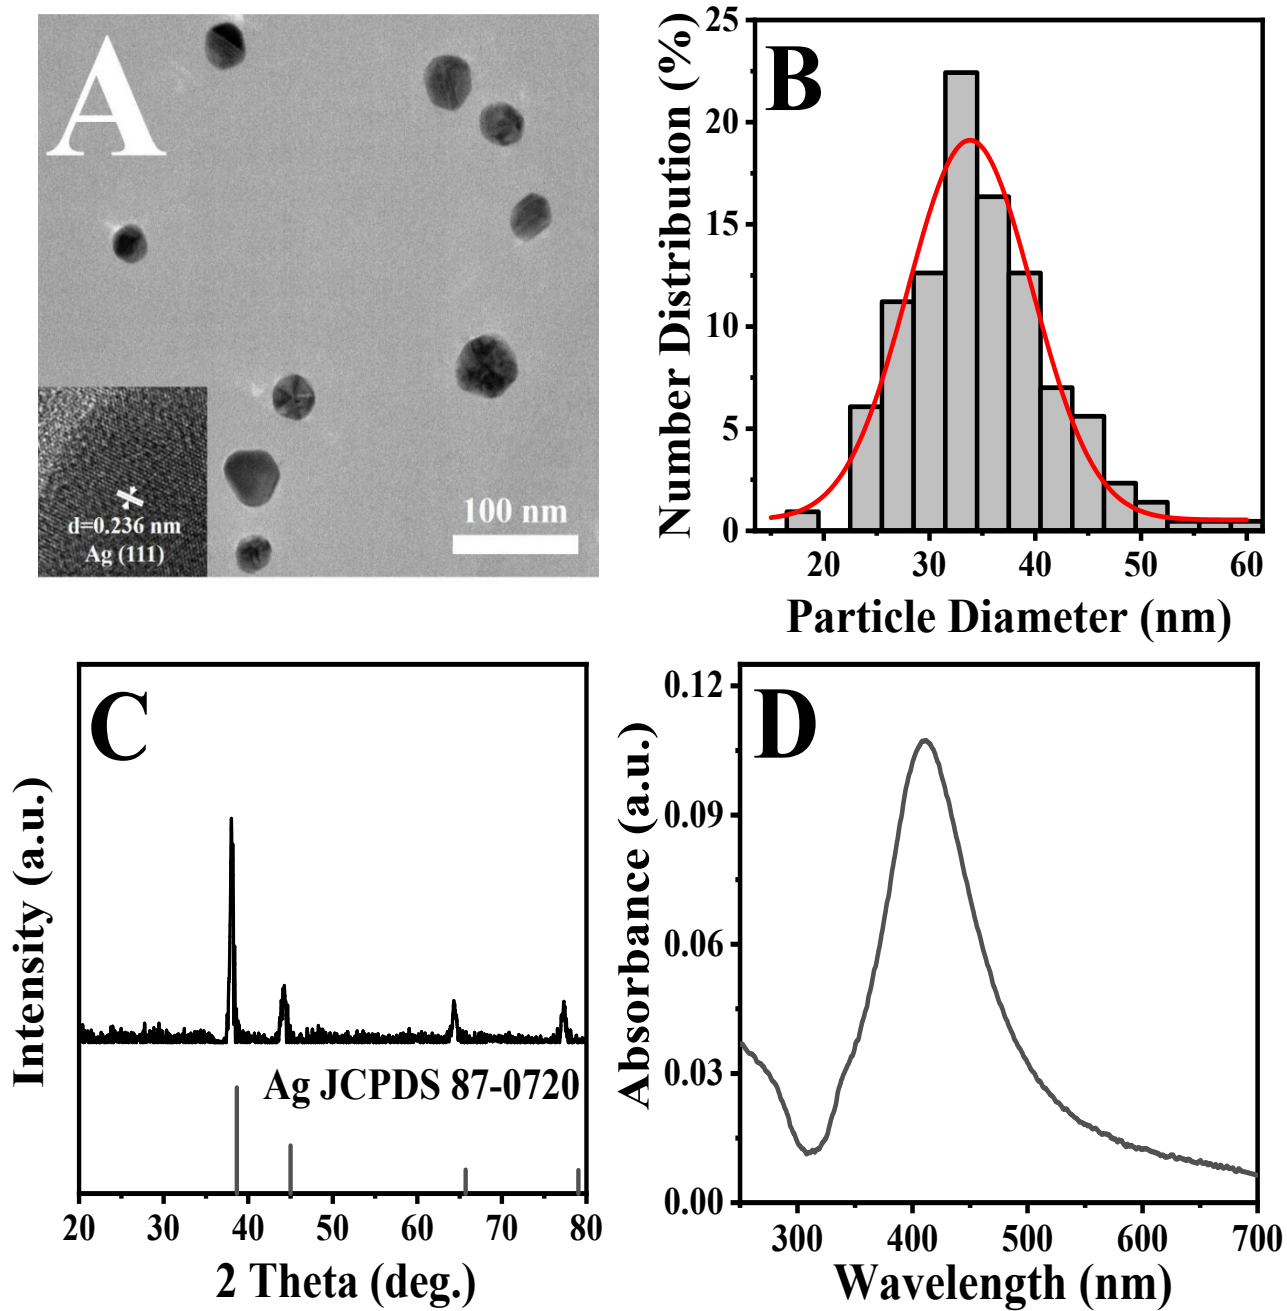 A
d=0.236 nm
Ag (111)
100 nm
B
Number Distribution (%)
25
20
15
10
5
0
20 30 40 50 60
Particle Diameter (nm)
C
Intensity (a.u.)
Ag JCPDS 87-0720
20 30 40 50 60 70 80
2 Theta (deg.)
D
Absorbance (a.u.)
0.12
0.09
0.06
0.03
0.00
300 400 500 600 700
Wavelength (nm)